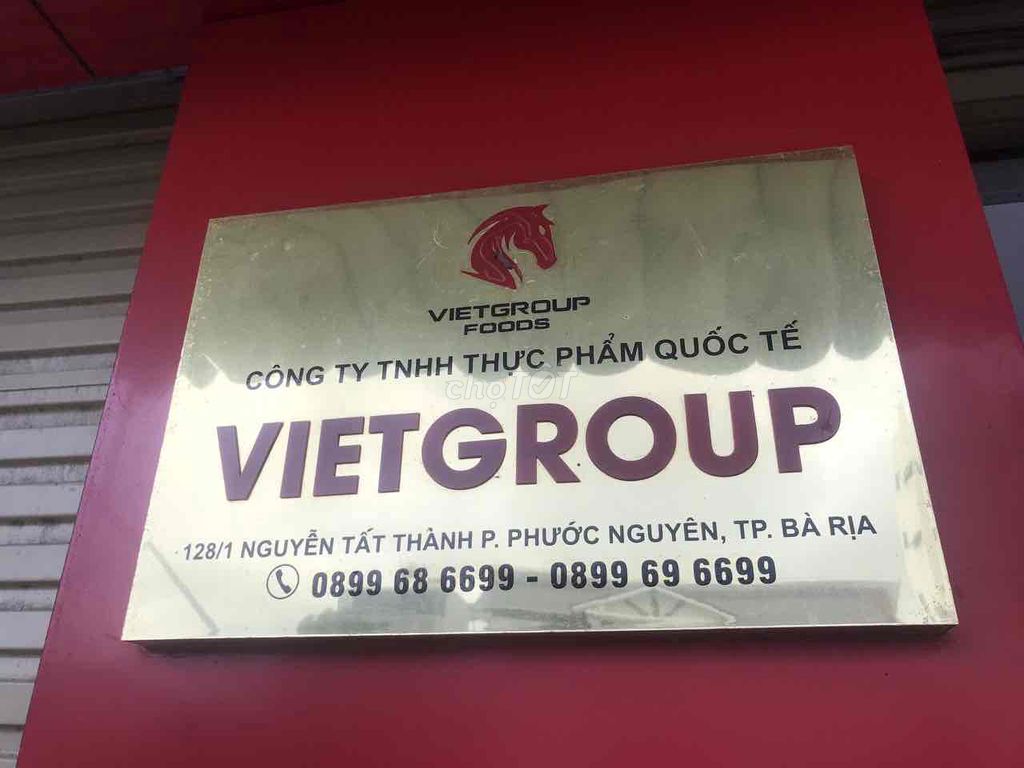 VIETGROUP
FOODS
CÔNG TY TNHH THỰC PHẨM QUỐC TẾ
chợTỐT
VIETGROUP
128/1 NGUYỄN TẤT THÀNH P. PHƯỚC NGUYÊN, TP. BÀ RỊA
0899 68 6699 - 0899 69 6699